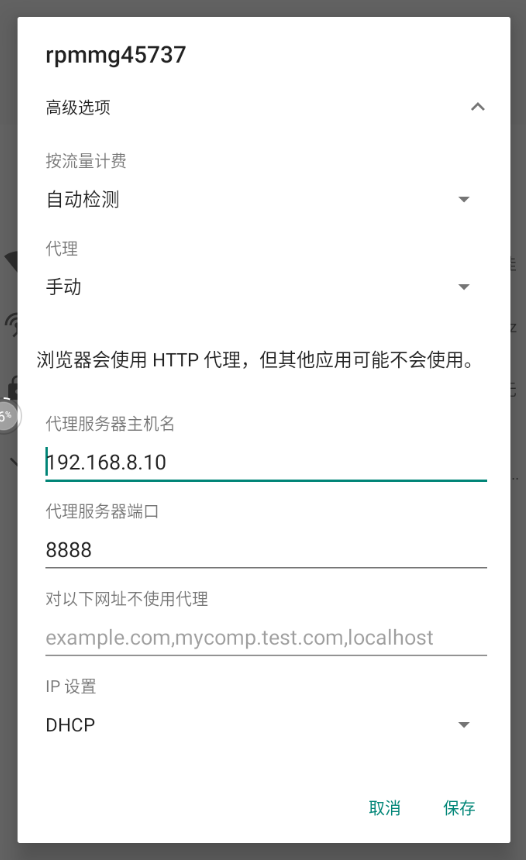 rpmmg45737
高级选项
按流量计费
自动检测
代理
手动
浏览器会使用 HTTP 代理，但其他应用可能不会使用。
代理服务器主机名
192.168.8.10
代理服务器端口
8888
对以下网址不使用代理
example.com,mycomp.test.com,localhost
IP 设置
DHCP
取消
保存